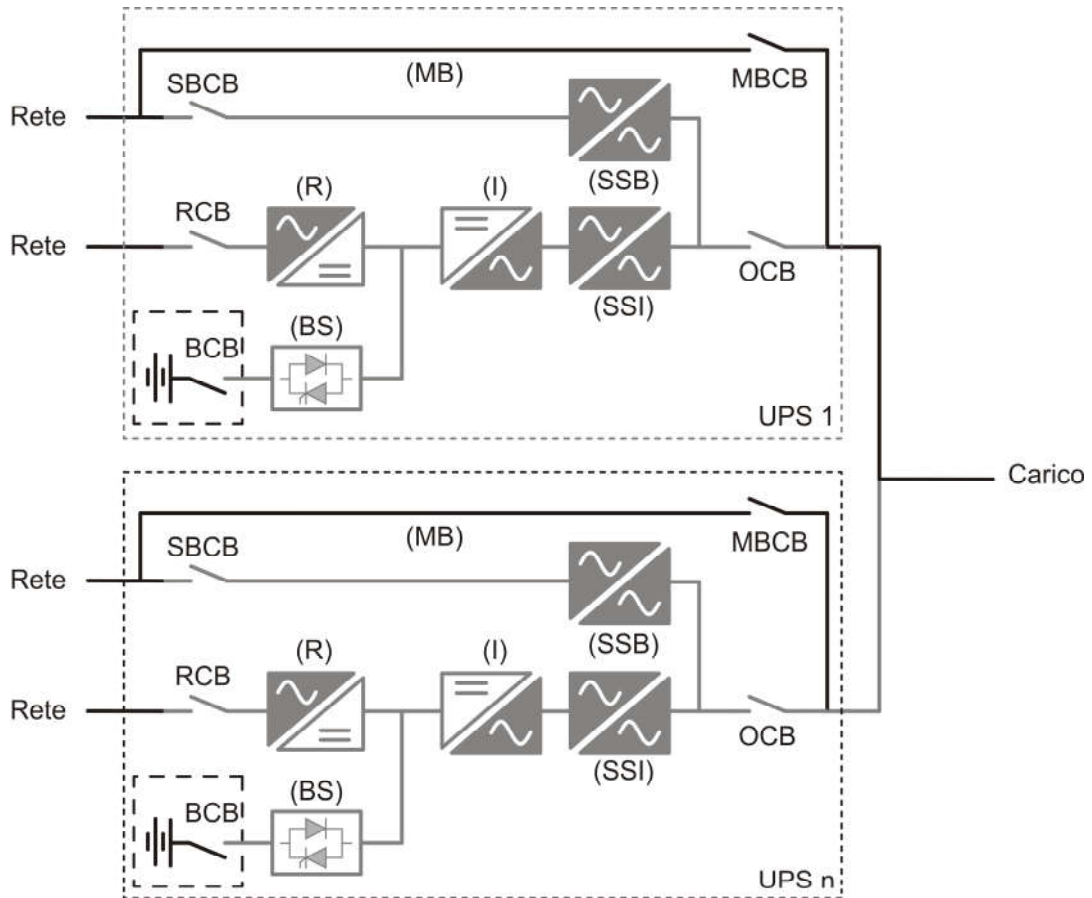 (MB)
MBCB
SBCB
Rete
(SSB)
(R)
(I)
RCB
Rete
OCB
(SSI)
(BS)
BCB
UPS 1
Carico
(MB)
MBCB
SBCB
Rete
(SSB)
(R)
(I)
RCB
Rete
OCB
(SSI)
(BS)
BCB
UPS n